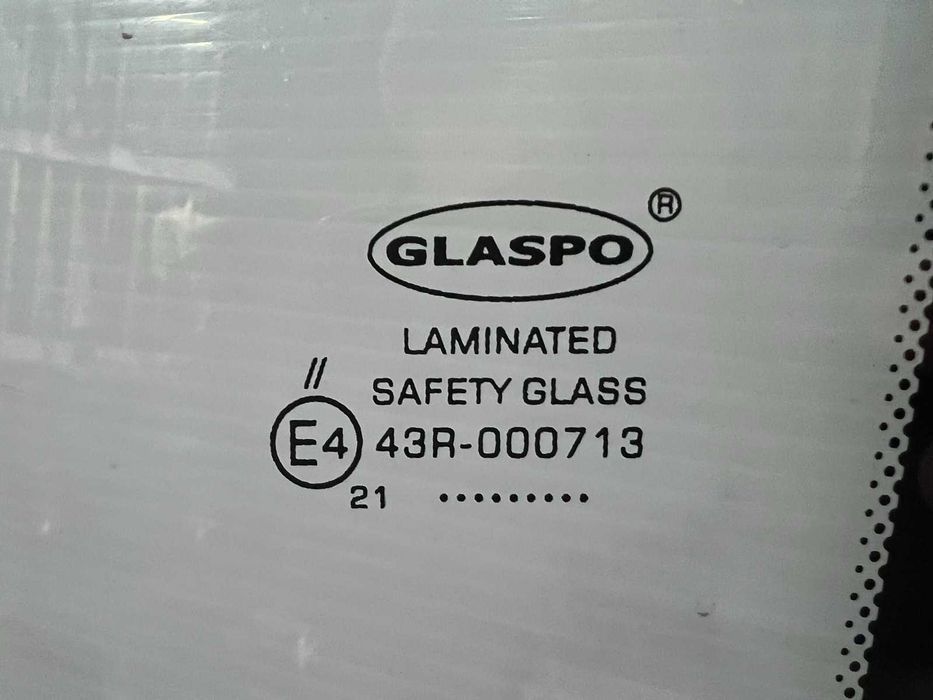 GLASPO ®
LAMINATED
//
SAFETY GLASS
E4 43R-000713
21 .........